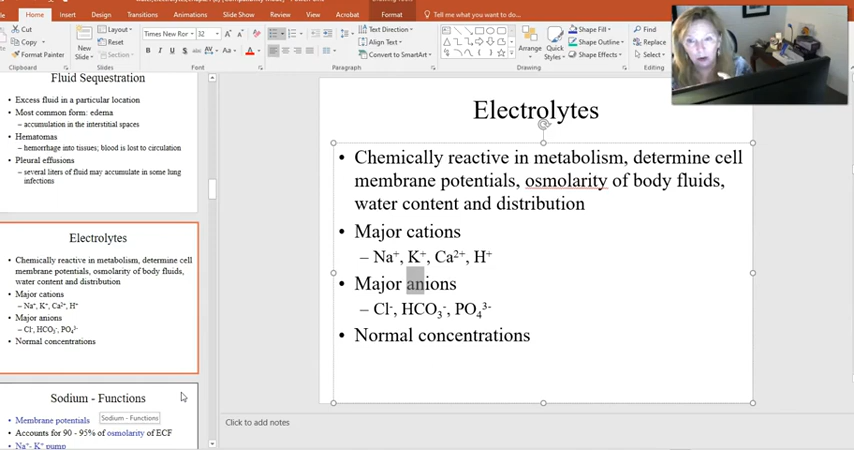 Home Insert Design Transitions Animations Slide Show Review View Acrobat Format Tell me what you want to do...
Cut
Copy
Format Painter
Clipboard
New
Slide
Layout
Reset
Section
Slides
Times New Ror 32
Font
Paragraph
Text Direction
Align Text
Convert to SmartArt
Arrange
Quick
Styles
Shape Fill
Shape Outline
Shape Effects
Drawing
Find
Replace
Select
Editing
Fluid Sequestration
• Excess fluid in a particular location
• Most common form: edema
– accumulation in the interstitial spaces
• Hematomas
– hemorrhage into tissues; blood is lost to circulation
• Pleural effusions
– several liters of fluid may accumulate in some lung
infections
Electrolytes
• Chemically reactive in metabolism, determine cell
membrane potentials, osmolarity of body fluids,
water content and distribution
• Major cations
– Na⁺, K⁺, Ca²⁺, H⁺
• Major anions
– Cl⁻, HCO₃⁻, PO₄³⁻
• Normal concentrations
Sodium - Functions
• Membrane potentials
Sodium - Functions
• Accounts for 90 - 95% of osmolarity of ECF
• Na⁺- K⁺ pump
Electrolytes
• Chemically reactive in metabolism, determine cell
membrane potentials, osmolarity of body fluids,
water content and distribution
• Major cations
– Na⁺, K⁺, Ca²⁺, H⁺
• Major anions
– Cl⁻, HCO₃⁻, PO₄³⁻
• Normal concentrations
Click to add notes